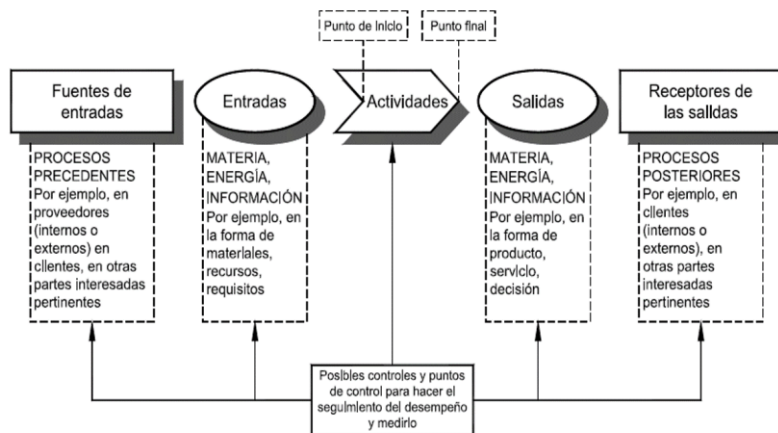 Punto de inicio
Punto final
Fuentes de
entradas
Entradas
Actividades
Salidas
Receptores de
las salidas
PROCESOS
PRECEDENTES
Por ejemplo, en
proveedores
(internos o
externos) en
clientes, en otras
partes interesadas
pertinentes
MATERIA,
ENERGÍA,
INFORMACIÓN
Por ejemplo, en
la forma de
materiales,
recursos,
requisitos
MATERIA,
ENERGÍA,
INFORMACIÓN
Por ejemplo, en
la forma de
producto,
servicio,
decisión
PROCESOS
POSTERIORES
Por ejemplo, en
clientes
(internos o
externos), en
otras partes
interesadas
pertinentes
Posibles controles y puntos
de control para hacer el
seguimiento del desempeño
y medirlo